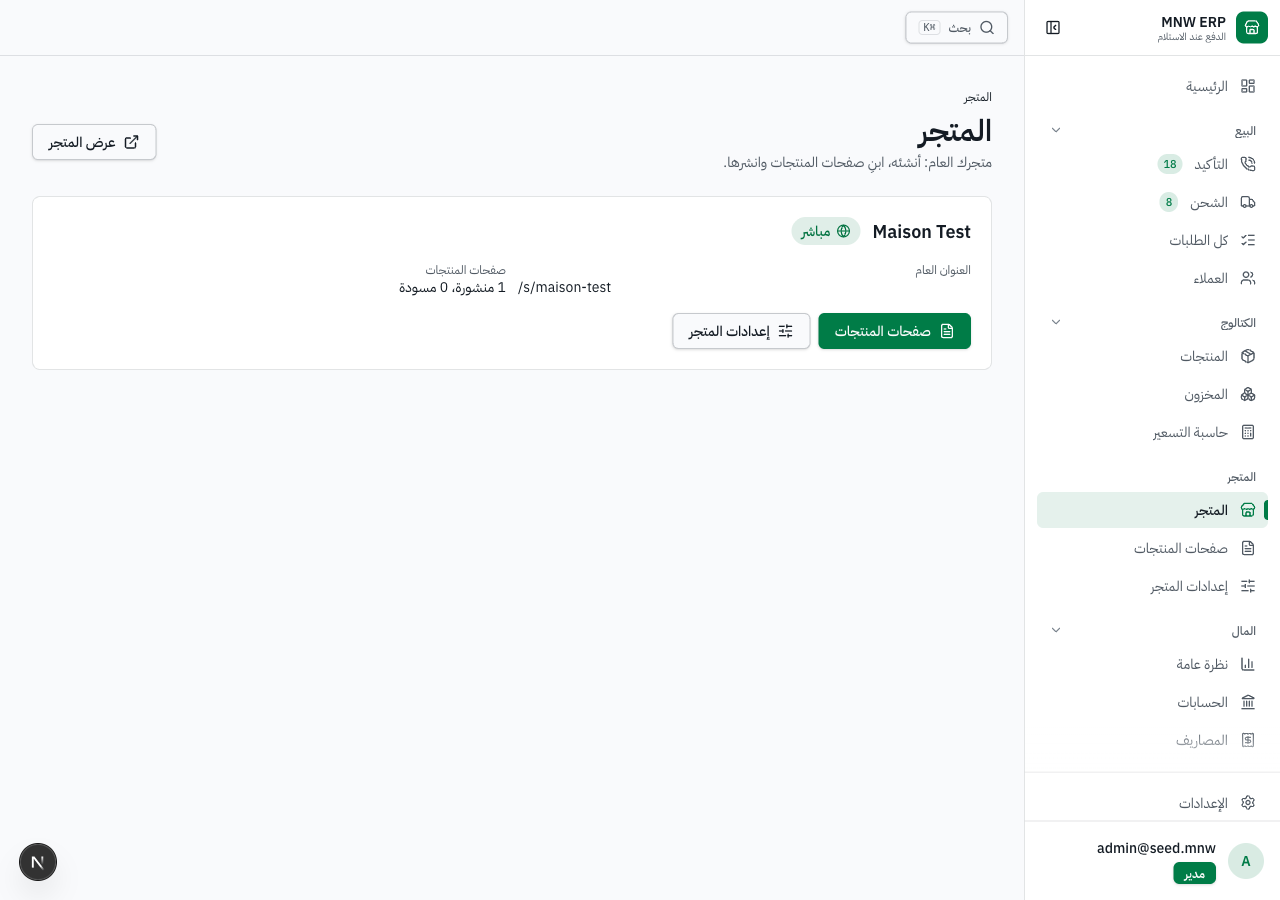 MNW ERP
الدفع عند الاستلام
بحث ⌘K
الرئيسية
البيع
التأكيد 18
الشحن 8
كل الطلبات
العملاء
الكتالوج
المنتجات
المخزون
حاسبة التسعير
المتجر
المتجر
صفحات المنتجات
إعدادات المتجر
المال
نظرة عامة
الحسابات
المصاريف
الإعدادات
A
admin@seed.mnw
مدير
المتجر
المتجر
متجرك العام: أنشئه، ابنِ صفحات المنتجات وانشرها.
عرض المتجر
Maison Test مباشر
العنوان العام
/s/maison-test
صفحات المنتجات
1 منشورة، 0 مسودة
صفحات المنتجات
إعدادات المتجر
N